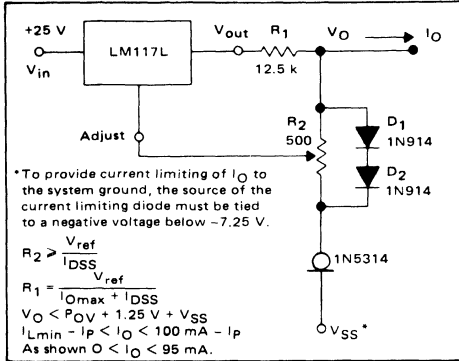 +25 V
V_in
LM117L
V_out
R_1
12.5 k
V_O
I_O
Adjust
R_2
500
D_1
1N914
D_2
1N914
1N5314
V_SS*
*To provide current limiting of I_O to
the system ground, the source of the
current limiting diode must be tied
to a negative voltage below -7.25 V.
R_2 ⩾ V_ref / I_DSS
R_1 = V_ref / I_Omax + I_DSS
V_O < P_OV + 1.25 V + V_SS
I_Lmin - I_P < I_O < 100 mA - I_P
As shown O < I_O < 95 mA.